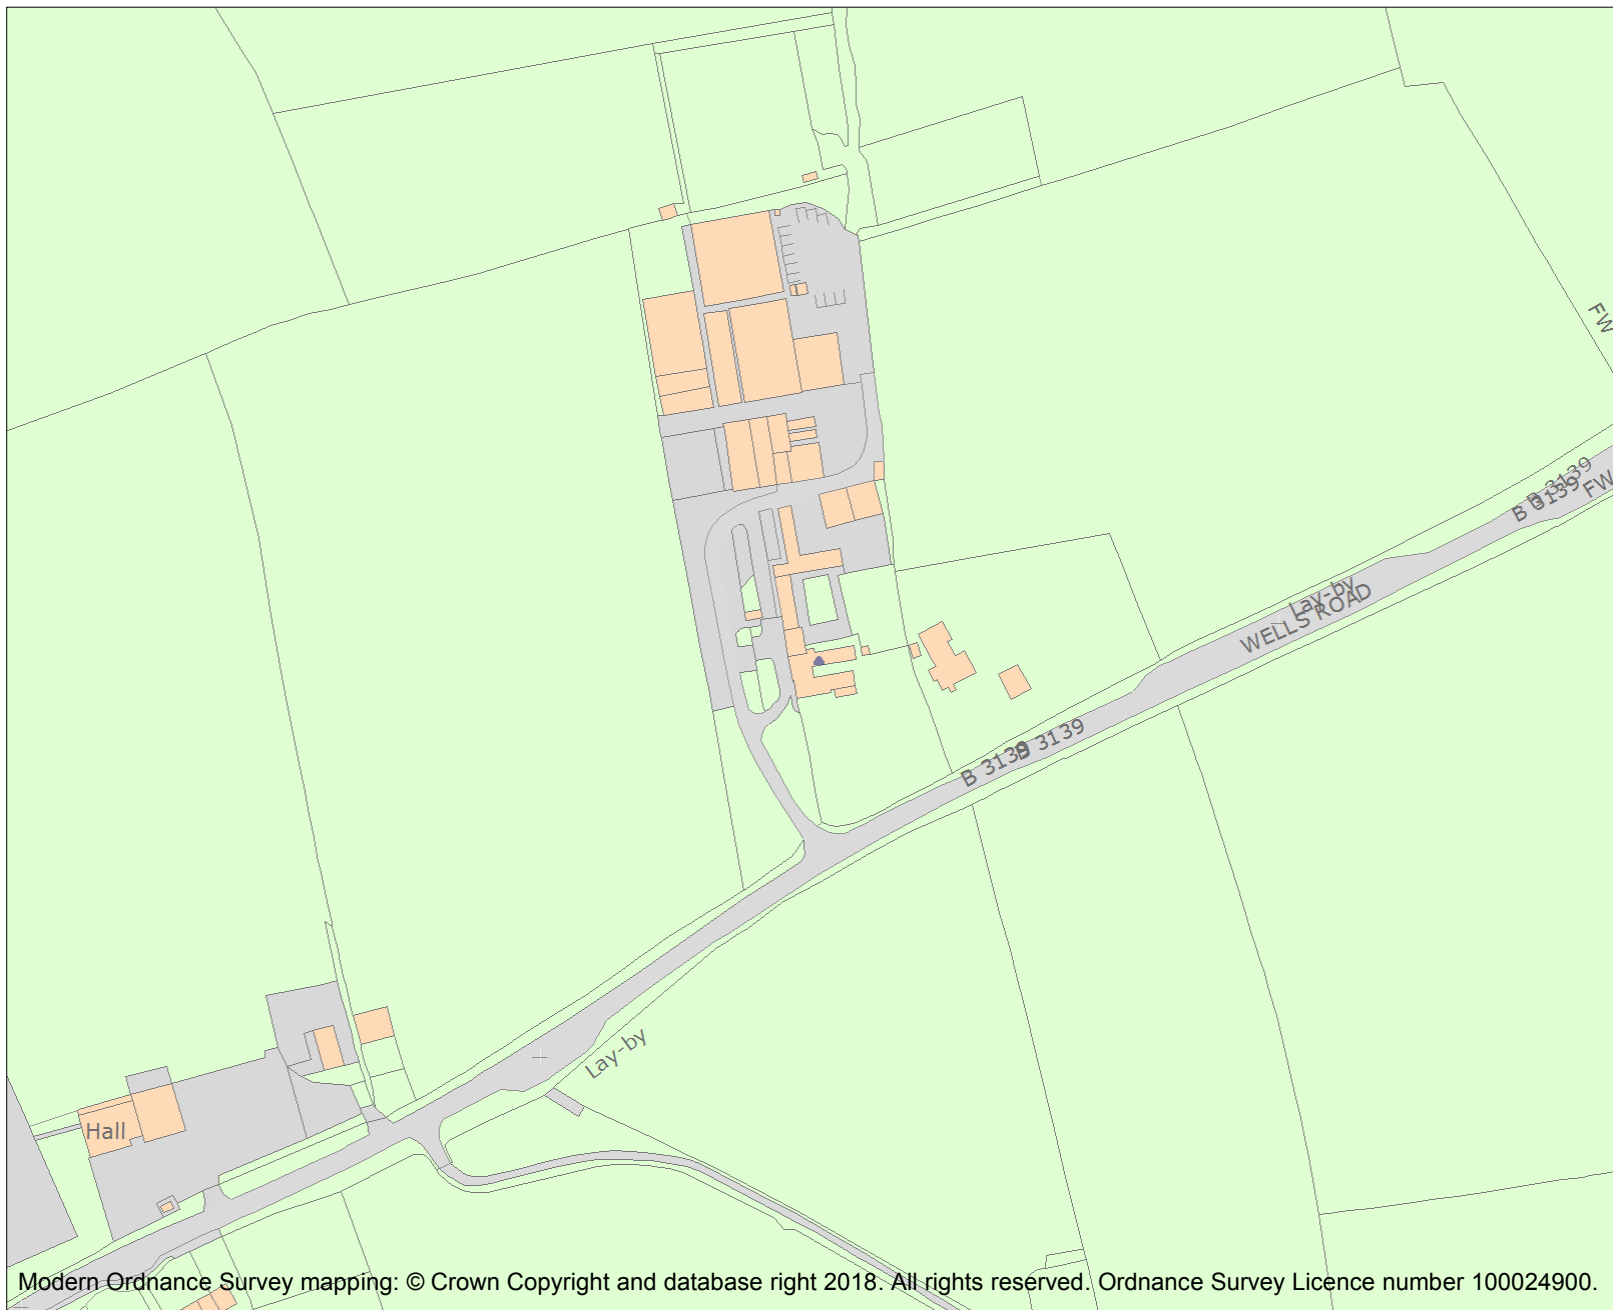 FW
B 3139
B 3139
FW
Lay-by
WELLS ROAD
B 3139
B 3139
Lay-by
Hall
Modern Ordnance Survey mapping: © Crown Copyright and database right 2018. All rights reserved. Ordnance Survey Licence number 100024900.